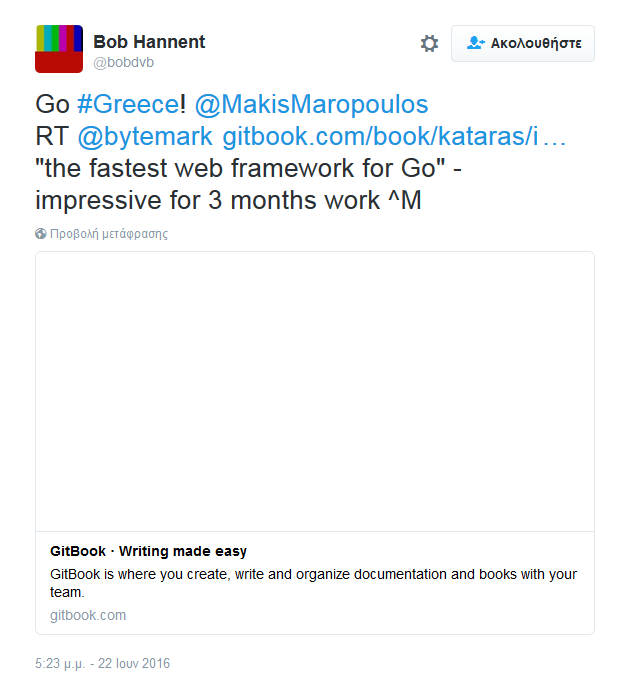 Bob Hannent
@bobdvb
Ακολουθήστε
Go #Greece! @MakisMaropoulos
RT @bytemark gitbook.com/book/kataras/i…
"the fastest web framework for Go" -
impressive for 3 months work ^M
Προβολή μετάφρασης
GitBook · Writing made easy
GitBook is where you create, write and organize documentation and books with your
team.
gitbook.com
5:23 μ.μ. - 22 Ιουν 2016